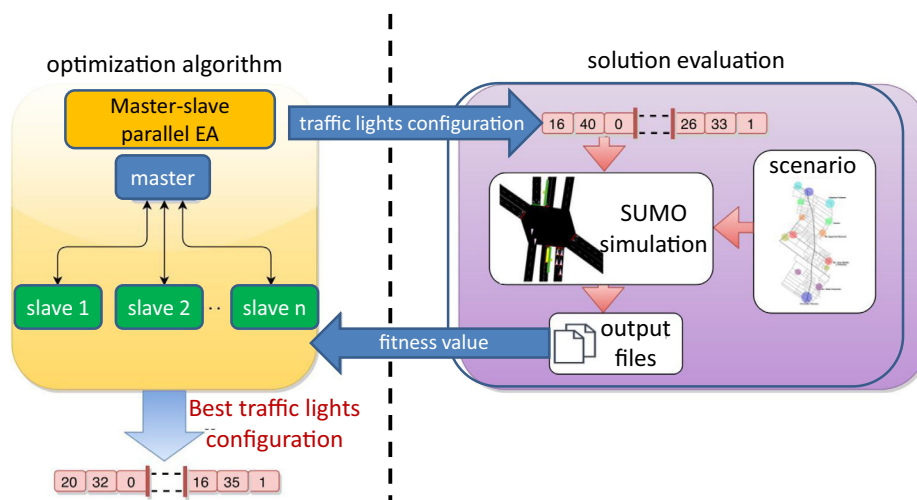 optimization algorithm
Master-slave
parallel EA
master
slave 1
slave 2
..
slave n
traffic lights configuration
fitness value
Best traffic lights
configuration
20 32 0 16 35 1
solution evaluation
16 40 0 26 33 1
SUMO
simulation
scenario
output
files